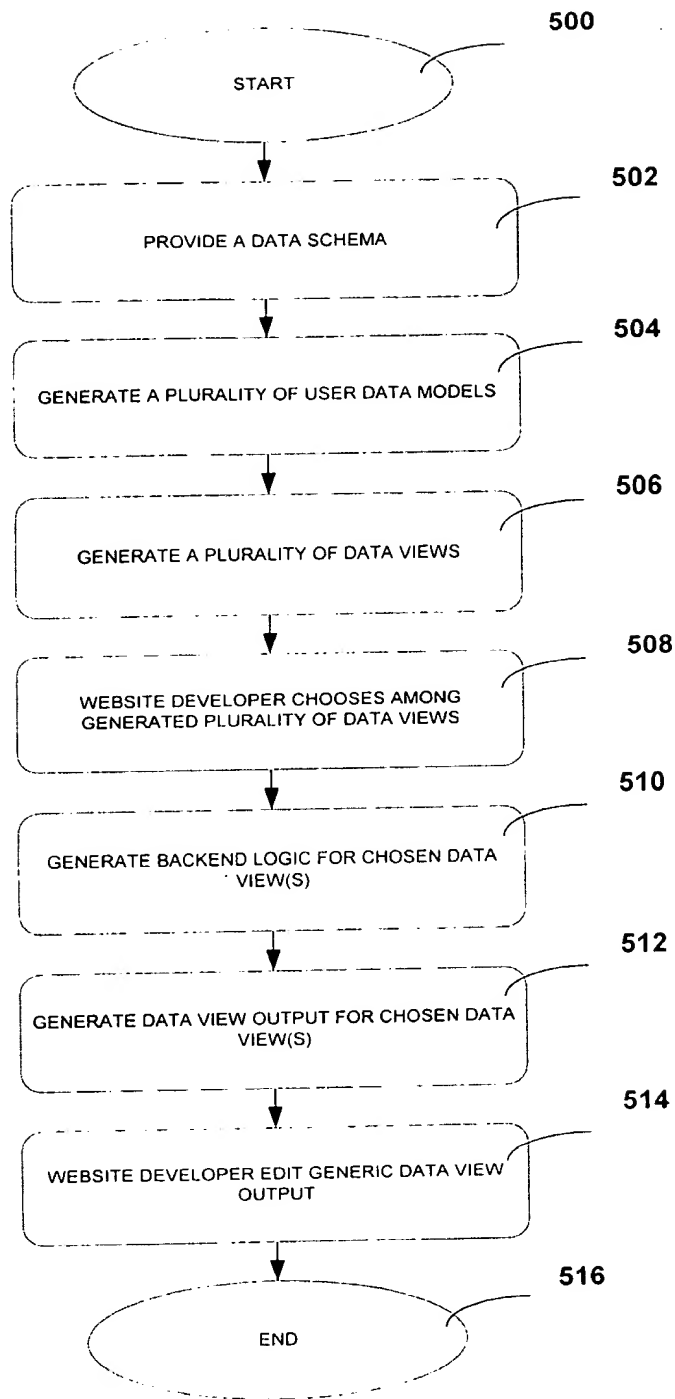 500
START
502
PROVIDE A DATA SCHEMA
504
GENERATE A PLURALITY OF USER DATA MODELS
506
GENERATE A PLURALITY OF DATA VIEWS
508
WEBSITE DEVELOPER CHOOSES AMONG
GENERATED PLURALITY OF DATA VIEWS
510
GENERATE BACKEND LOGIC FOR CHOSEN DATA
VIEW(S)
512
GENERATE DATA VIEW OUTPUT FOR CHOSEN DATA
VIEW(S)
514
WEBSITE DEVELOPER EDIT GENERIC DATA VIEW
OUTPUT
516
END